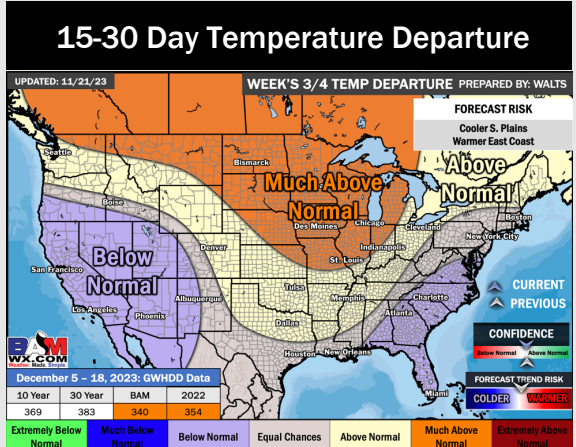 15-30 Day Temperature Departure
UPDATED: 11/21/23
WEEK'S 3/4 TEMP DEPARTURE PREPARED BY: WALTS
FORECAST RISK
Cooler S. Plains
Warmer East Coast
Seattle
Bismarck
Above
Normal
Much Above
Normal
Boise
Des Moines
Chicago
Boston
Cleveland
New York City
Indianapolis
Denver
St. Louis
Below
Normal
San Francisco
Tulsa
Albuquerque
Memphis
Charlotte
Los Angeles
Phoenix
Dallas
Atlanta
Houston
New Orleans
Miami
CURRENT
PREVIOUS
CONFIDENCE
Below Normal
Above Normal
FORECAST TREND RISK
COLDER
WARMER
BAM
WX.COM
Weather. Made. Simple.
December 5 – 18, 2023: GWHDD Data
10 Year 30 Year BAM 2022
369 383 340 354
Extremely Below Normal
Much Below Normal
Below Normal
Equal Chances
Above Normal
Much Above Normal
Extremely Above Normal